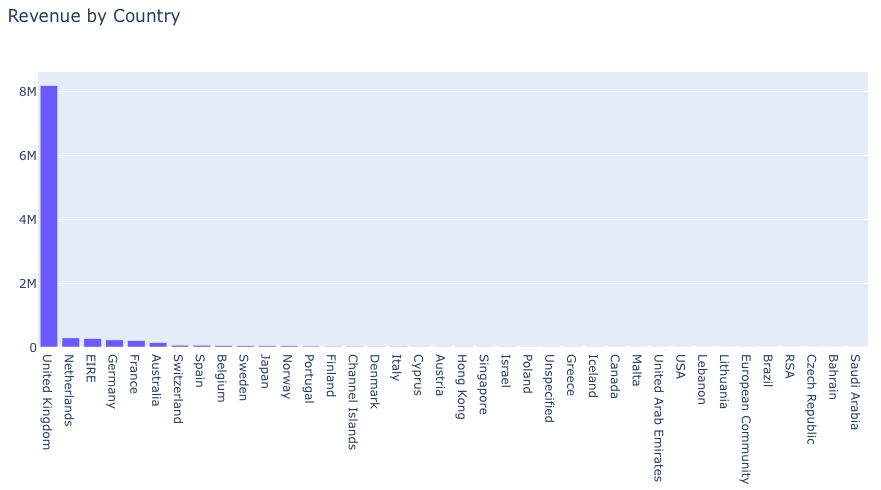 Revenue by Country
8M
6M
4M
2M
0
United Kingdom
Netherlands
EIRE
Germany
France
Australia
Switzerland
Spain
Belgium
Sweden
Japan
Norway
Portugal
Finland
Channel Islands
Denmark
Italy
Cyprus
Austria
Hong Kong
Singapore
Israel
Poland
Unspecified
Greece
Iceland
Canada
Malta
United Arab Emirates
USA
Lebanon
Lithuania
European Community
Brazil
RSA
Czech Republic
Bahrain
Saudi Arabia